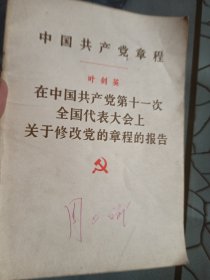 中国共产党章程
叶剑英
在中国共产党第十一次
全国代表大会上
关于修改党的章程的报告